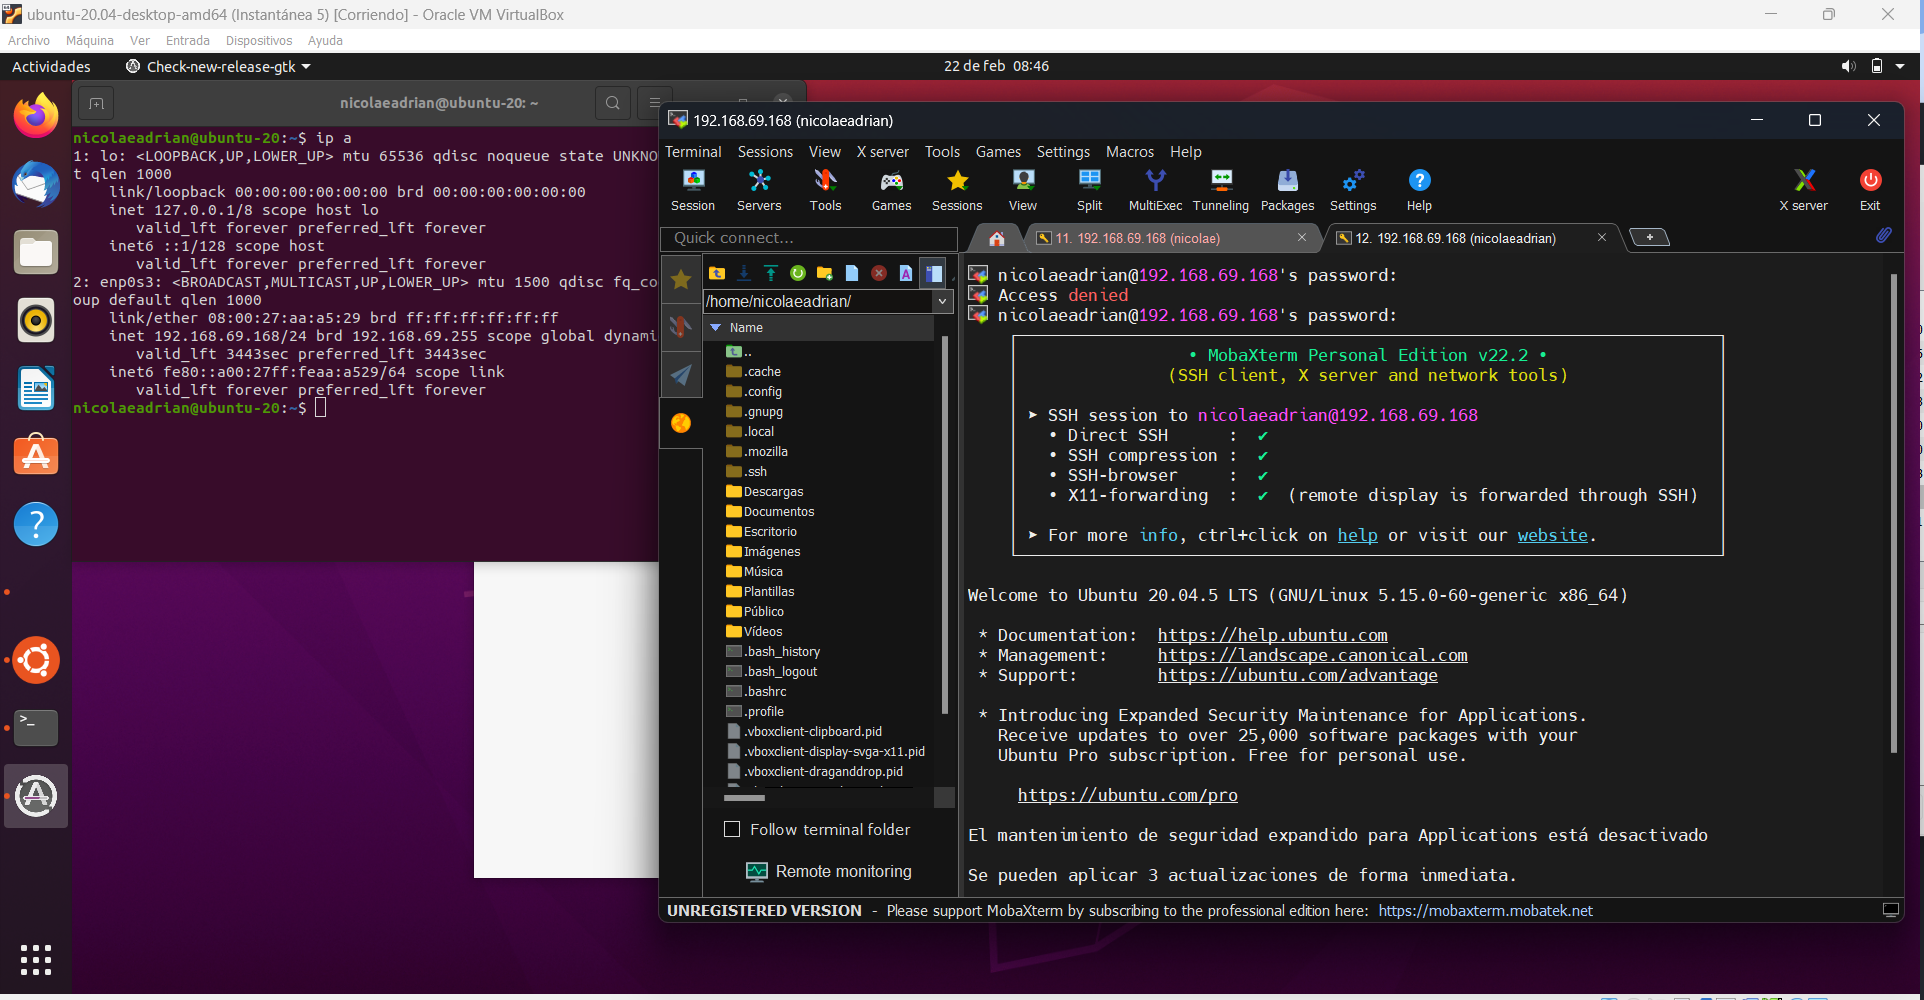 ubuntu-20.04-desktop-amd64 (Instantánea 5) [Corriendo] - Oracle VM VirtualBox
Archivo Máquina Ver Entrada Dispositivos Ayuda
Actividades Check-new-release-gtk 22 de feb 08:46
nicolaeadrian@ubuntu-20: ~
nicolaeadrian@ubuntu-20:~$ ip a
1: lo: <LOOPBACK,UP,LOWER_UP> mtu 65536 qdisc noqueue state UNKNO
t qlen 1000
link/loopback 00:00:00:00:00:00 brd 00:00:00:00:00:00
inet 127.0.0.1/8 scope host lo
valid_lft forever preferred_lft forever
inet6 ::1/128 scope host
valid_lft forever preferred_lft forever
2: enp0s3: <BROADCAST,MULTICAST,UP,LOWER_UP> mtu 1500 qdisc fq_co
oup default qlen 1000
link/ether 08:00:27:aa:a5:29 brd ff:ff:ff:ff:ff:ff
inet 192.168.69.168/24 brd 192.168.69.255 scope global dynami
valid_lft 3443sec preferred_lft 3443sec
inet6 fe80::a00:27ff:feaa:a529/64 scope link
valid_lft forever preferred_lft forever
nicolaeadrian@ubuntu-20:~$
192.168.69.168 (nicolaeadrian)
Terminal Sessions View X server Tools Games Settings Macros Help
Session Servers Tools Games Sessions View Split MultiExec Tunneling Packages Settings Help X server Exit
Quick connect...
11. 192.168.69.168 (nicolae)
12. 192.168.69.168 (nicolaeadrian)
/home/nicolaeadrian/
Name
..
.cache
.config
.gnupg
.local
.mozilla
.ssh
Descargas
Documentos
Escritorio
Imágenes
Música
Plantillas
Público
Vídeos
.bash_history
.bash_logout
.bashrc
.profile
.vboxclient-clipboard.pid
.vboxclient-display-svga-x11.pid
.vboxclient-draganddrop.pid
Follow terminal folder
Remote monitoring
nicolaeadrian@192.168.69.168's password:
Access denied
nicolaeadrian@192.168.69.168's password:
• MobaXterm Personal Edition v22.2 •
(SSH client, X server and network tools)
➤ SSH session to nicolaeadrian@192.168.69.168
• Direct SSH : ✔
• SSH compression : ✔
• SSH-browser : ✔
• X11-forwarding : ✔ (remote display is forwarded through SSH)
➤ For more info, ctrl+click on help or visit our website.
Welcome to Ubuntu 20.04.5 LTS (GNU/Linux 5.15.0-60-generic x86_64)
* Documentation: https://help.ubuntu.com
* Management: https://landscape.canonical.com
* Support: https://ubuntu.com/advantage
* Introducing Expanded Security Maintenance for Applications.
Receive updates to over 25,000 software packages with your
Ubuntu Pro subscription. Free for personal use.
https://ubuntu.com/pro
El mantenimiento de seguridad expandido para Applications está desactivado
Se pueden aplicar 3 actualizaciones de forma inmediata.
UNREGISTERED VERSION - Please support MobaXterm by subscribing to the professional edition here: https://mobaxterm.mobatek.net